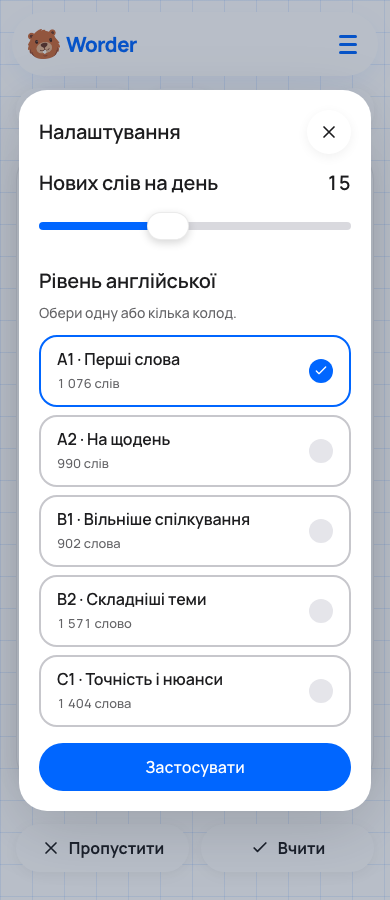 Worder
Налаштування
Нових слів на день 15
Рівень англійської
Обери одну або кілька колод.
A1 · Перші слова
1 076 слів
A2 · На щодень
990 слів
B1 · Вільніше спілкування
902 слова
B2 · Складніші теми
1 571 слово
C1 · Точність і нюанси
1 404 слова
Застосувати
Пропустити Вчити